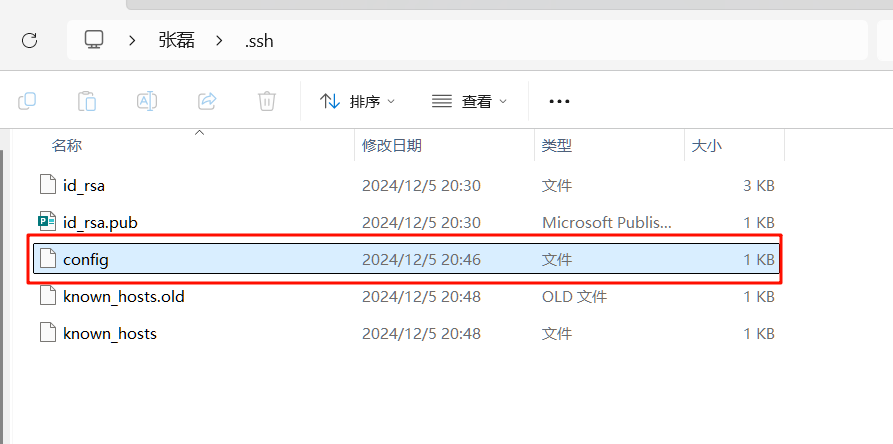 张磊 .ssh
排序 查看
名称 修改日期 类型 大小
id_rsa 2024/12/5 20:30 文件 3 KB
id_rsa.pub 2024/12/5 20:30 Microsoft Publis... 1 KB
config 2024/12/5 20:46 文件 1 KB
known_hosts.old 2024/12/5 20:48 OLD 文件 1 KB
known_hosts 2024/12/5 20:48 文件 1 KB